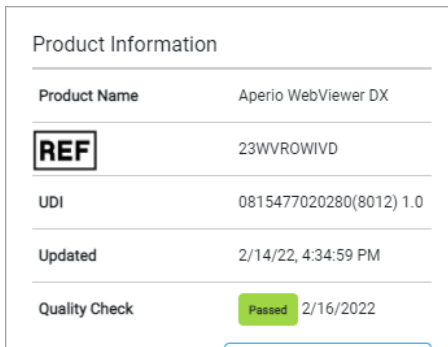 Product Information
Product Name Aperio WebViewer DX
REF 23WVROWIVD
UDI 0815477020280(8012) 1.0
Updated 2/14/22, 4:34:59 PM
Quality Check Passed 2/16/2022